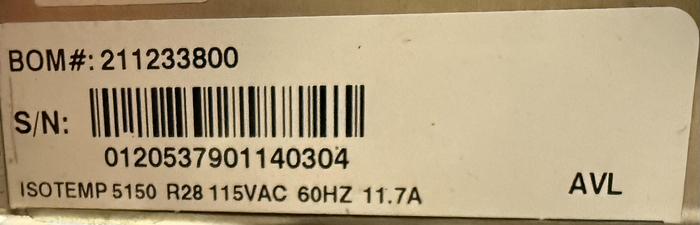 BOM#: 211233800
S/N:
0120537901140304
ISOTEMP 5150 R28 115VAC 60HZ 11.7A
AVL